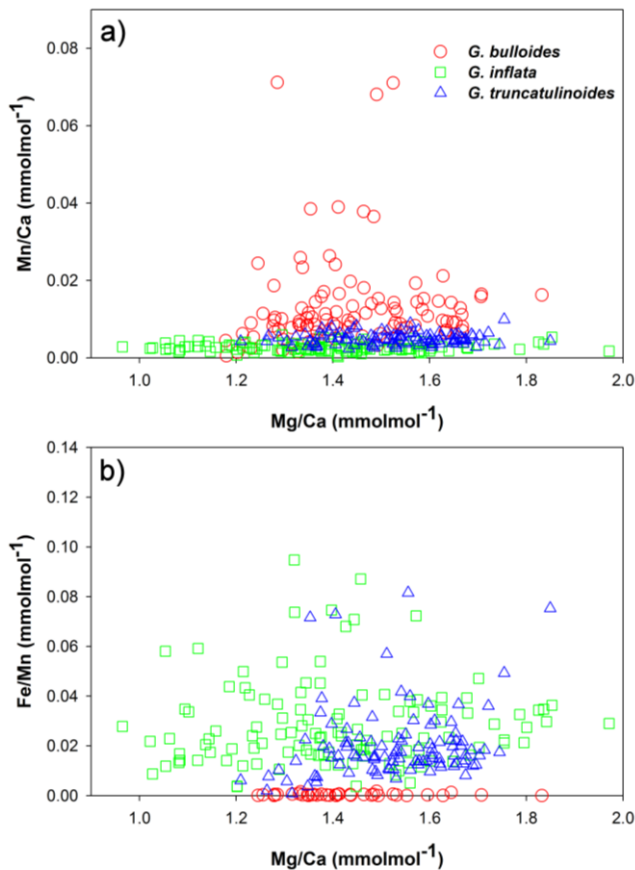 a)
G. bulloides
G. inflata
G. truncatulinoides
Mn/Ca (mmolmol⁻¹)
0.08
0.06
0.04
0.02
0.00
1.0 1.2 1.4 1.6 1.8 2.0
Mg/Ca (mmolmol⁻¹)
b)
Fe/Mn (mmolmol⁻¹)
0.14
0.12
0.10
0.08
0.06
0.04
0.02
0.00
1.0 1.2 1.4 1.6 1.8 2.0
Mg/Ca (mmolmol⁻¹)